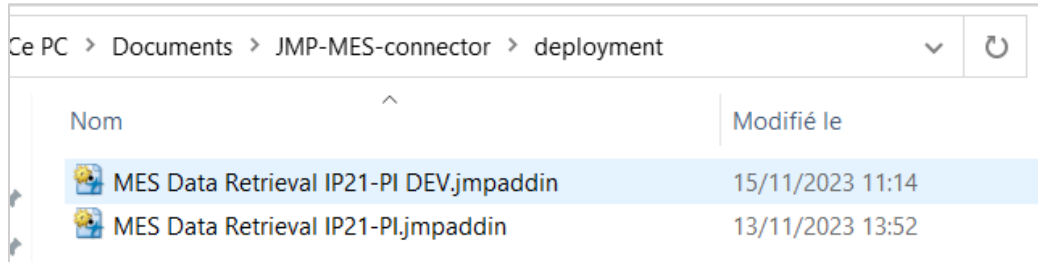 Ce PC > Documents > JMP-MES-connector > deployment
Nom Modifié le
MES Data Retrieval IP21-PI DEV.jmpaddin 15/11/2023 11:14
MES Data Retrieval IP21-PI.jmpaddin 13/11/2023 13:52